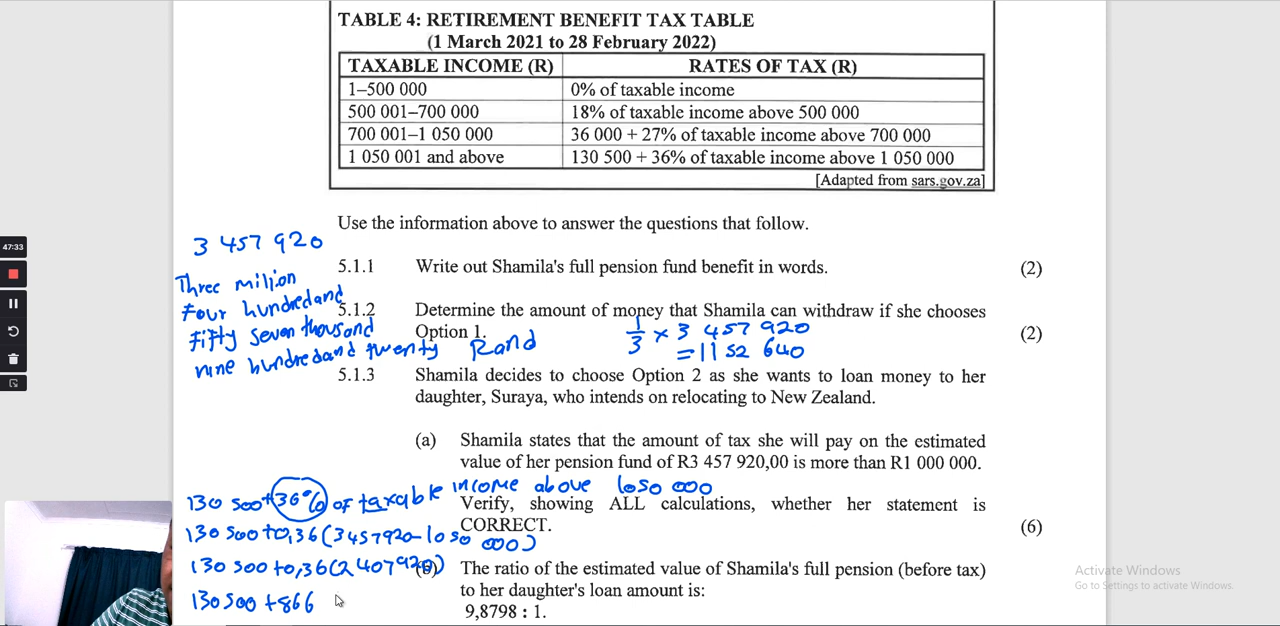 TABLE 4: RETIREMENT BENEFIT TAX TABLE
(1 March 2021 to 28 February 2022)
TAXABLE INCOME (R) RATES OF TAX (R)
1–500 000 0% of taxable income
500 001–700 000 18% of taxable income above 500 000
700 001–1 050 000 36 000 + 27% of taxable income above 700 000
1 050 001 and above 130 500 + 36% of taxable income above 1 050 000
[Adapted from sars.gov.za]
Use the information above to answer the questions that follow.
3 457 920
47:33
5.1.1 Write out Shamila's full pension fund benefit in words. (2)
Three million
Four hundred and
fifty seven thousand
nine hundred and twenty Rand
5.1.2 Determine the amount of money that Shamila can withdraw if she chooses
Option 1. (2)
1/3 × 3 457 920
= 1152 640
5.1.3 Shamila decides to choose Option 2 as she wants to loan money to her
daughter, Suraya, who intends on relocating to New Zealand.
(a) Shamila states that the amount of tax she will pay on the estimated
value of her pension fund of R3 457 920,00 is more than R1 000 000.
130 500 + 36% of taxable income above 1050 000
Verify, showing ALL calculations, whether her statement is
CORRECT. (6)
130 500 + 0,36 (3457920 - 1050 000)
130 500 + 0,36 (2 407 920)
The ratio of the estimated value of Shamila's full pension (before tax)
to her daughter's loan amount is:
130 500 + 866
9,8798 : 1.
Activate Windows
Go to Settings to activate Windows.